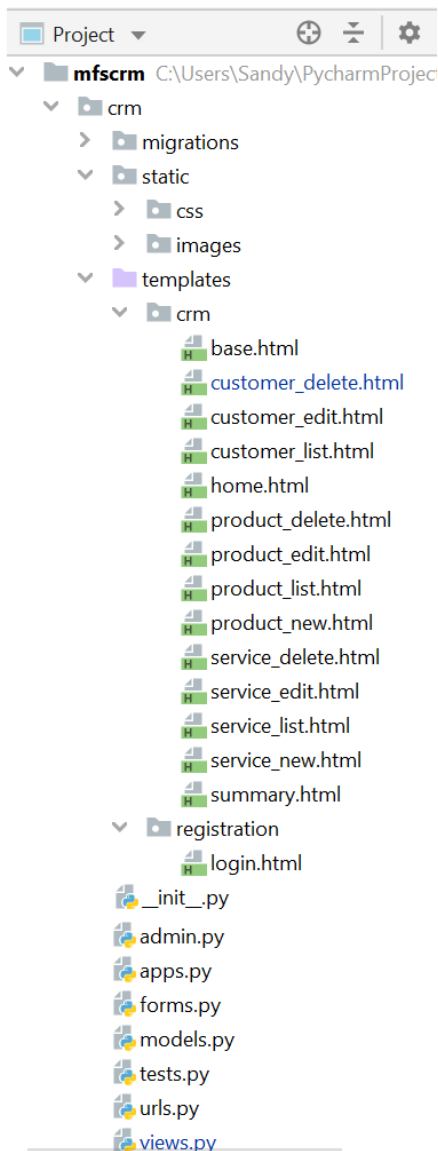 Project
mfscrm C:\Users\Sandy\PycharmProject
crm
migrations
static
css
images
templates
crm
base.html
customer_delete.html
customer_edit.html
customer_list.html
home.html
product_delete.html
product_edit.html
product_list.html
product_new.html
service_delete.html
service_edit.html
service_list.html
service_new.html
summary.html
registration
login.html
__init__.py
admin.py
apps.py
forms.py
models.py
tests.py
urls.py
views.py